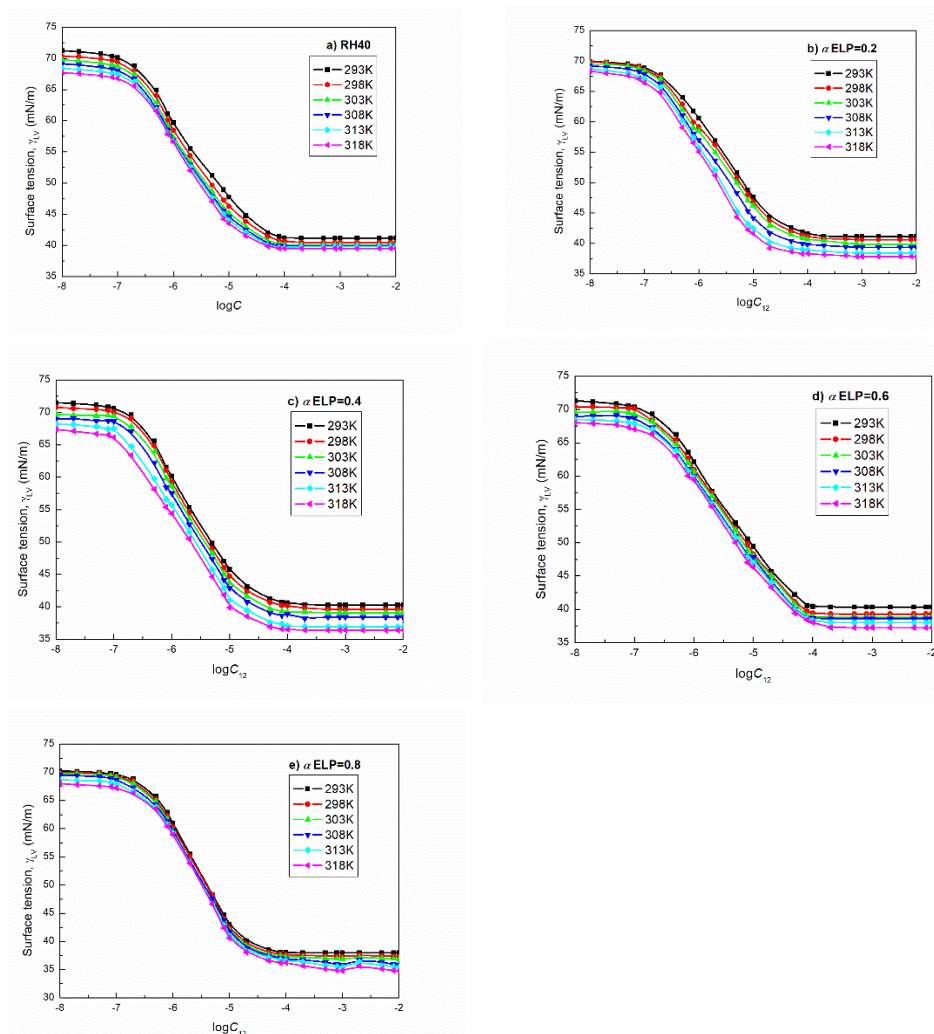 75
70
65
60
55
50
45
40
35
Surface tension, γLV (mN/m)
a) RH40
293K
298K
303K
308K
313K
318K
-8 -7 -6 -5 -4 -3 -2
logC
75
70
65
60
55
50
45
40
35
Surface tension, γLV (mN/m)
b) α ELP=0.2
293K
298K
303K
308K
313K
318K
-8 -7 -6 -5 -4 -3 -2
logC12
75
70
65
60
55
50
45
40
35
Surface tension, γLV (mN/m)
c) α ELP=0.4
293K
298K
303K
308K
313K
318K
-8 -7 -6 -5 -4 -3 -2
logC12
75
70
65
60
55
50
45
40
35
Surface tension, γLV (mN/m)
d) α ELP=0.6
293K
298K
303K
308K
313K
318K
-8 -7 -6 -5 -4 -3 -2
logC12
75
70
65
60
55
50
45
40
35
30
Surface tension, γLV (mN/m)
e) α ELP=0.8
293K
298K
303K
308K
313K
318K
-8 -7 -6 -5 -4 -3 -2
logC12